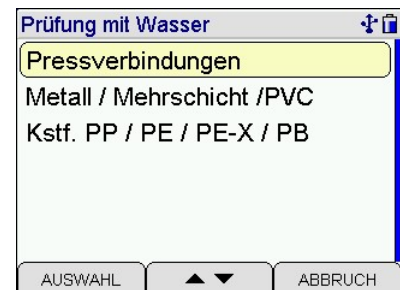 Prüfung mit Wasser
Pressverbindungen
Metall / Mehrschicht /PVC
Kstf. PP / PE / PE-X / PB
AUSWAHL ▲ ▼ ABBRUCH